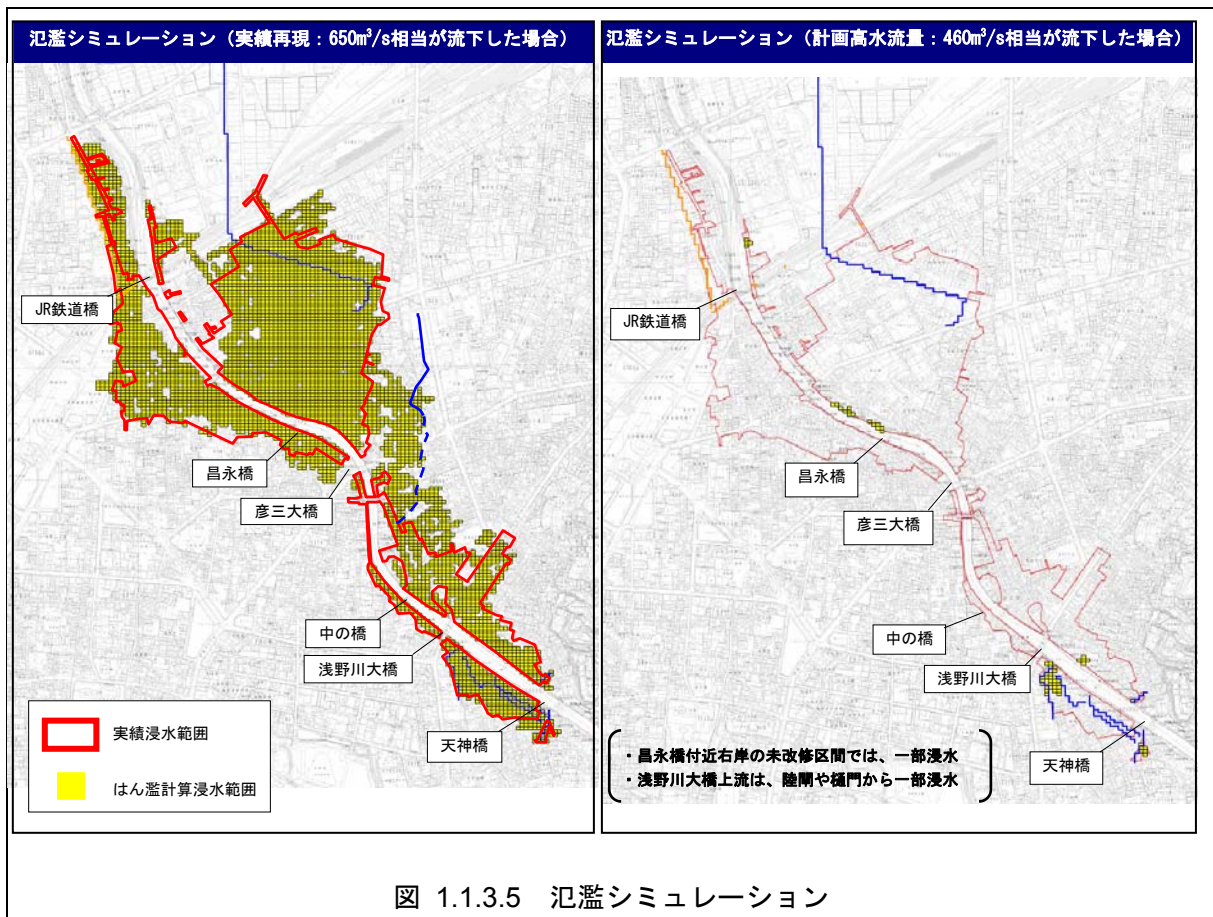 氾濫シミュレーション（実績再現：650m³/s相当が流下した場合）
JR鉄道橋
昌永橋
彦三大橋
中の橋
浅野川大橋
天神橋
実績浸水範囲
はん濫計算浸水範囲
氾濫シミュレーション（計画高水流量：460m³/s相当が流下した場合）
JR鉄道橋
昌永橋
彦三大橋
中の橋
浅野川大橋
天神橋
・昌永橋付近右岸の未改修区間では、一部浸水
・浅野川大橋上流は、陸閘や樋門から一部浸水
図 1.1.3.5 氾濫シミュレーション